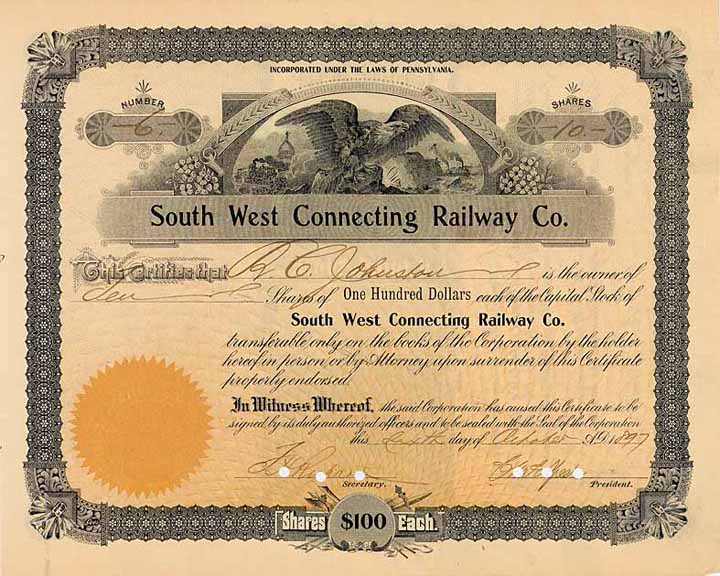 INCORPORATED UNDER THE LAWS OF PENNSYLVANIA.
NUMBER
SHARES
6
10
South West Connecting Railway Co.
This Certifies that R. C. Johnston is the owner of
Ten Shares of One Hundred Dollars each of the Capital Stock of
South West Connecting Railway Co.
transferable only on the books of the Corporation by the holder
hereof in person or by Attorney upon surrender of this Certificate
properly endorsed.
In Witness Whereof, the said Corporation has caused this Certificate to be
signed by its duly authorized officers and to be sealed with the Seal of the Corporation
this day of October A.D. 1897
Secretary.
President.
Shares $100 Each.